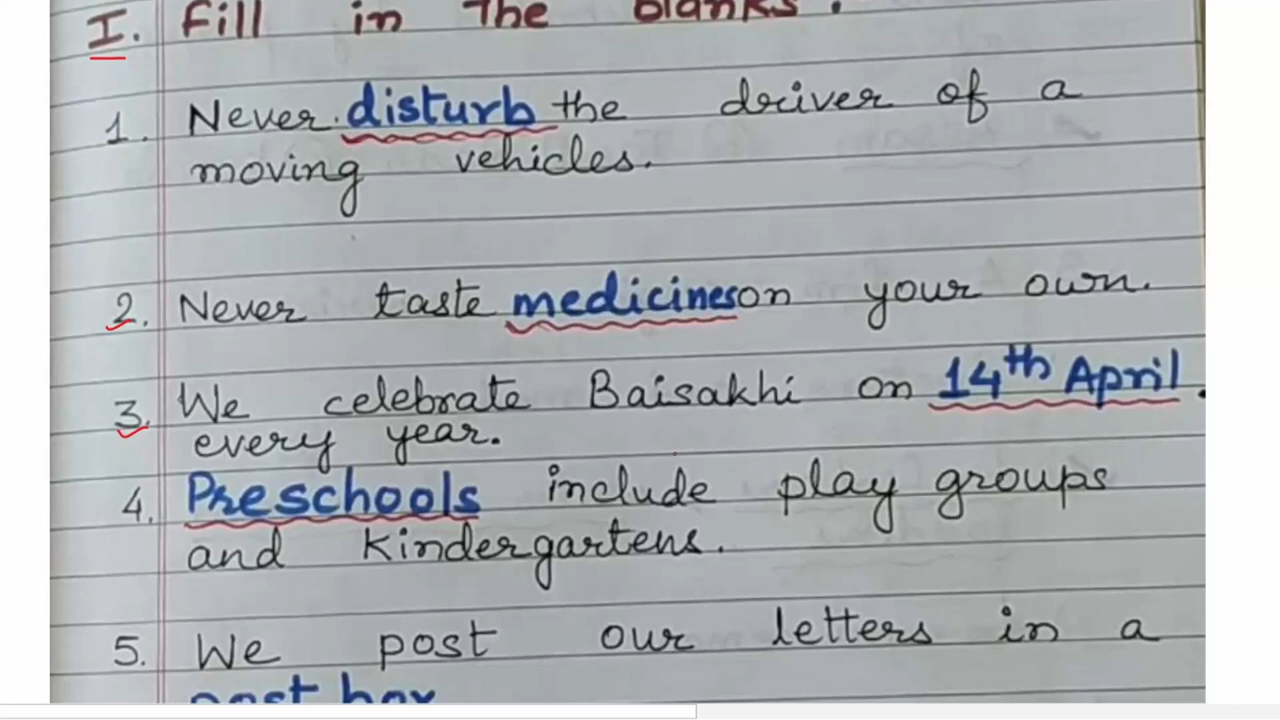 I. Fill in The blanks.
1. Never disturb the driver of a
moving vehicles.
2. Never taste medicines on your own.
3. We celebrate Baisakhi on 14th April.
every year.
4. Preschools include play groups
and kindergartens.
5. We post our letters in a
post box